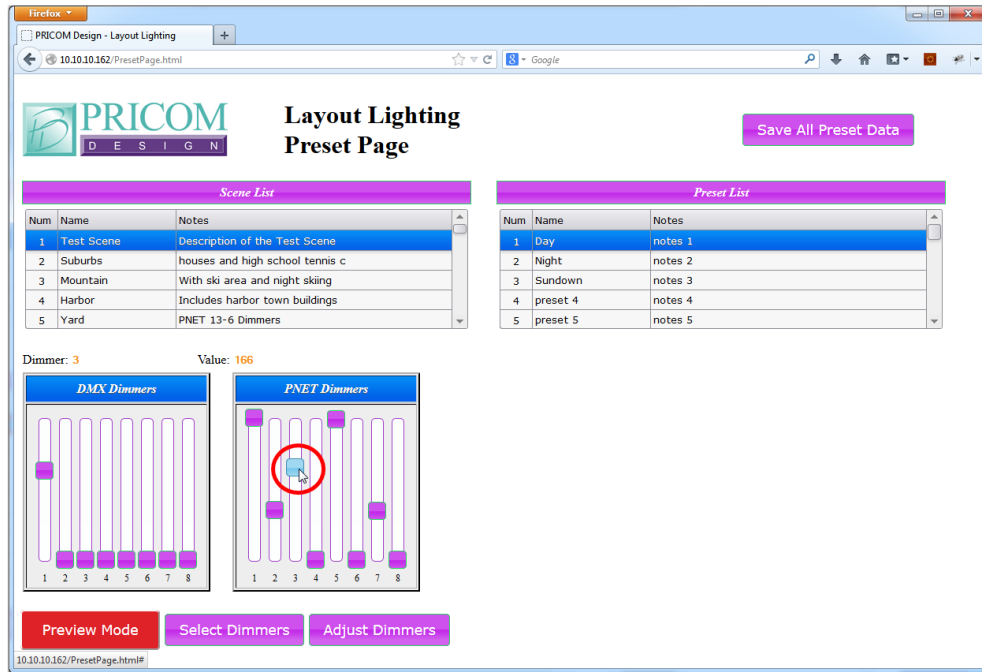 Firefox
PRICOM Design - Layout Lighting
10.10.10.162/PresetPage.html
Google
PRICOM
DESIGN
Layout Lighting
Preset Page
Save All Preset Data
Scene List
Num Name Notes
1 Test Scene Description of the Test Scene
2 Suburbs houses and high school tennis c
3 Mountain With ski area and night skiing
4 Harbor Includes harbor town buildings
5 Yard PNET 13-6 Dimmers
Preset List
Num Name Notes
1 Day notes 1
2 Night notes 2
3 Sundown notes 3
4 preset 4 notes 4
5 preset 5 notes 5
Dimmer: 3 Value: 166
DMX Dimmers
1 2 3 4 5 6 7 8
PNET Dimmers
1 2 3 4 5 6 7 8
Preview Mode
Select Dimmers
Adjust Dimmers
10.10.10.162/PresetPage.html#